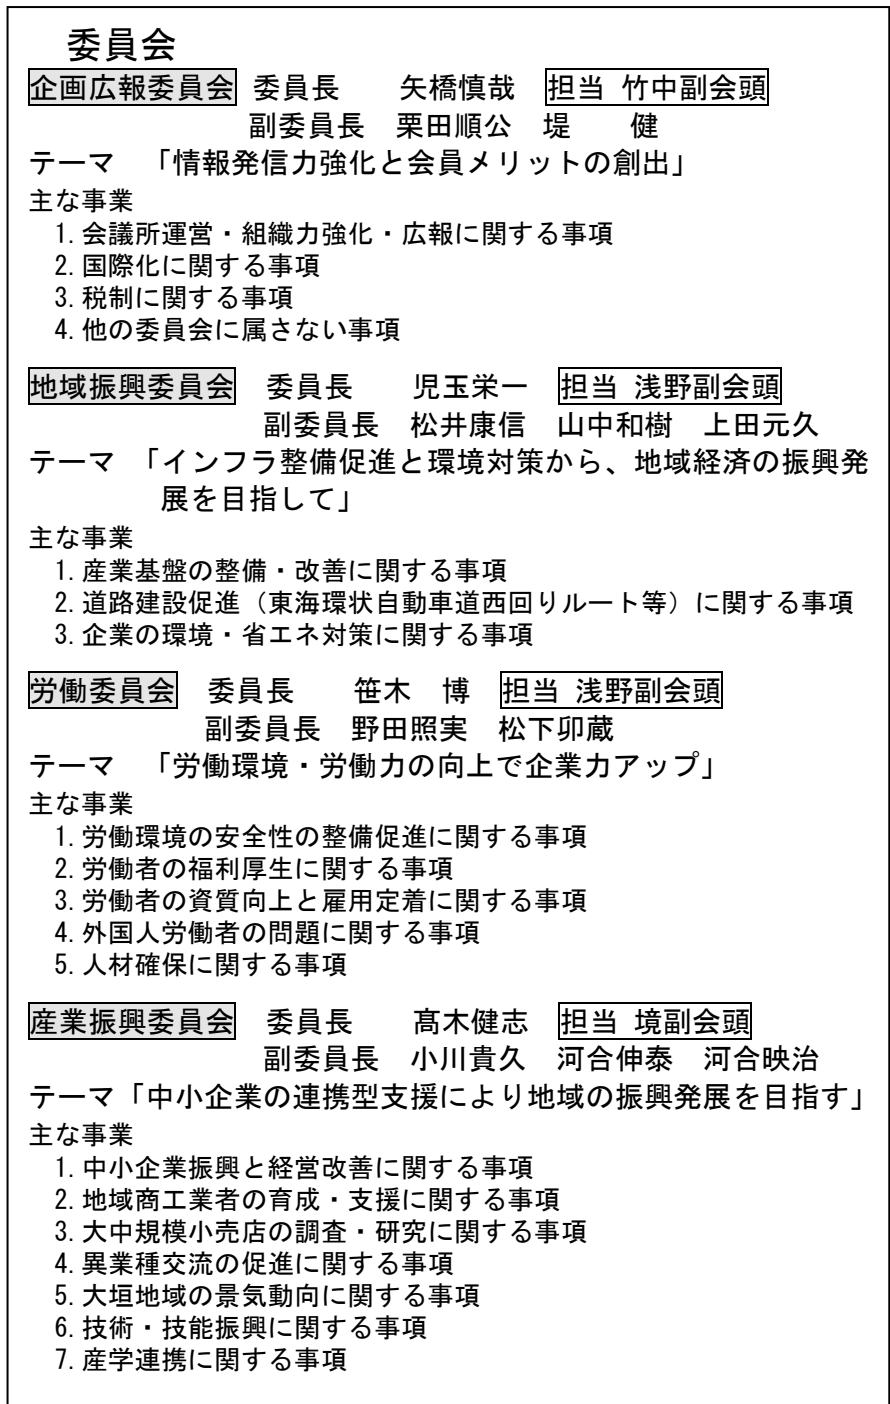 委員会
企画広報委員会 委員長 矢橋慎哉 担当 竹中副会頭
副委員長 栗田順公 堤 健
テーマ 「情報発信力強化と会員メリットの創出」
主な事業
1.会議所運営・組織力強化・広報に関する事項
2.国際化に関する事項
3.税制に関する事項
4.他の委員会に属さない事項
地域振興委員会 委員長 児玉栄一 担当 浅野副会頭
副委員長 松井康信 山中和樹 上田元久
テーマ 「インフラ整備促進と環境対策から、地域経済の振興発
展を目指して」
主な事業
1.産業基盤の整備・改善に関する事項
2.道路建設促進（東海環状自動車道西回りルート等）に関する事項
3.企業の環境・省エネ対策に関する事項
労働委員会 委員長 笹木 博 担当 浅野副会頭
副委員長 野田照実 松下卯蔵
テーマ 「労働環境・労働力の向上で企業力アップ」
主な事業
1.労働環境の安全性の整備促進に関する事項
2.労働者の福利厚生に関する事項
3.労働者の資質向上と雇用定着に関する事項
4.外国人労働者の問題に関する事項
5.人材確保に関する事項
産業振興委員会 委員長 髙木健志 担当 境副会頭
副委員長 小川貴久 河合伸泰 河合映治
テーマ「中小企業の連携型支援により地域の振興発展を目指す」
主な事業
1.中小企業振興と経営改善に関する事項
2.地域商工業者の育成・支援に関する事項
3.大中規模小売店の調査・研究に関する事項
4.異業種交流の促進に関する事項
5.大垣地域の景気動向に関する事項
6.技術・技能振興に関する事項
7.産学連携に関する事項